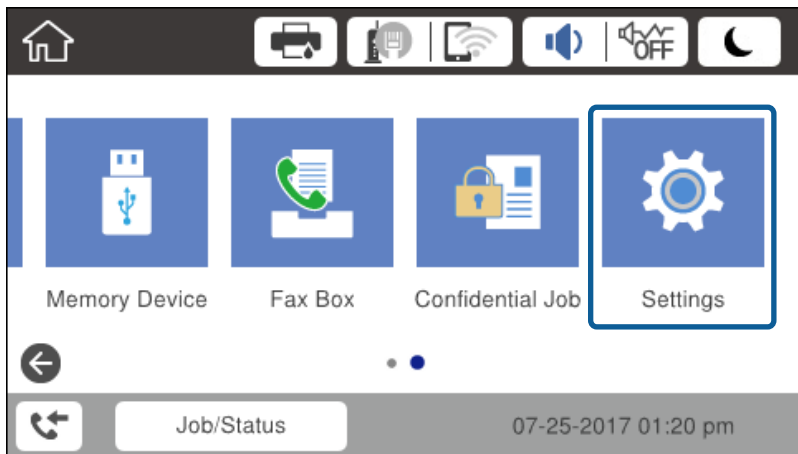 OFF
Memory Device
Fax Box
Confidential Job
Settings
Job/Status
07-25-2017 01:20 pm